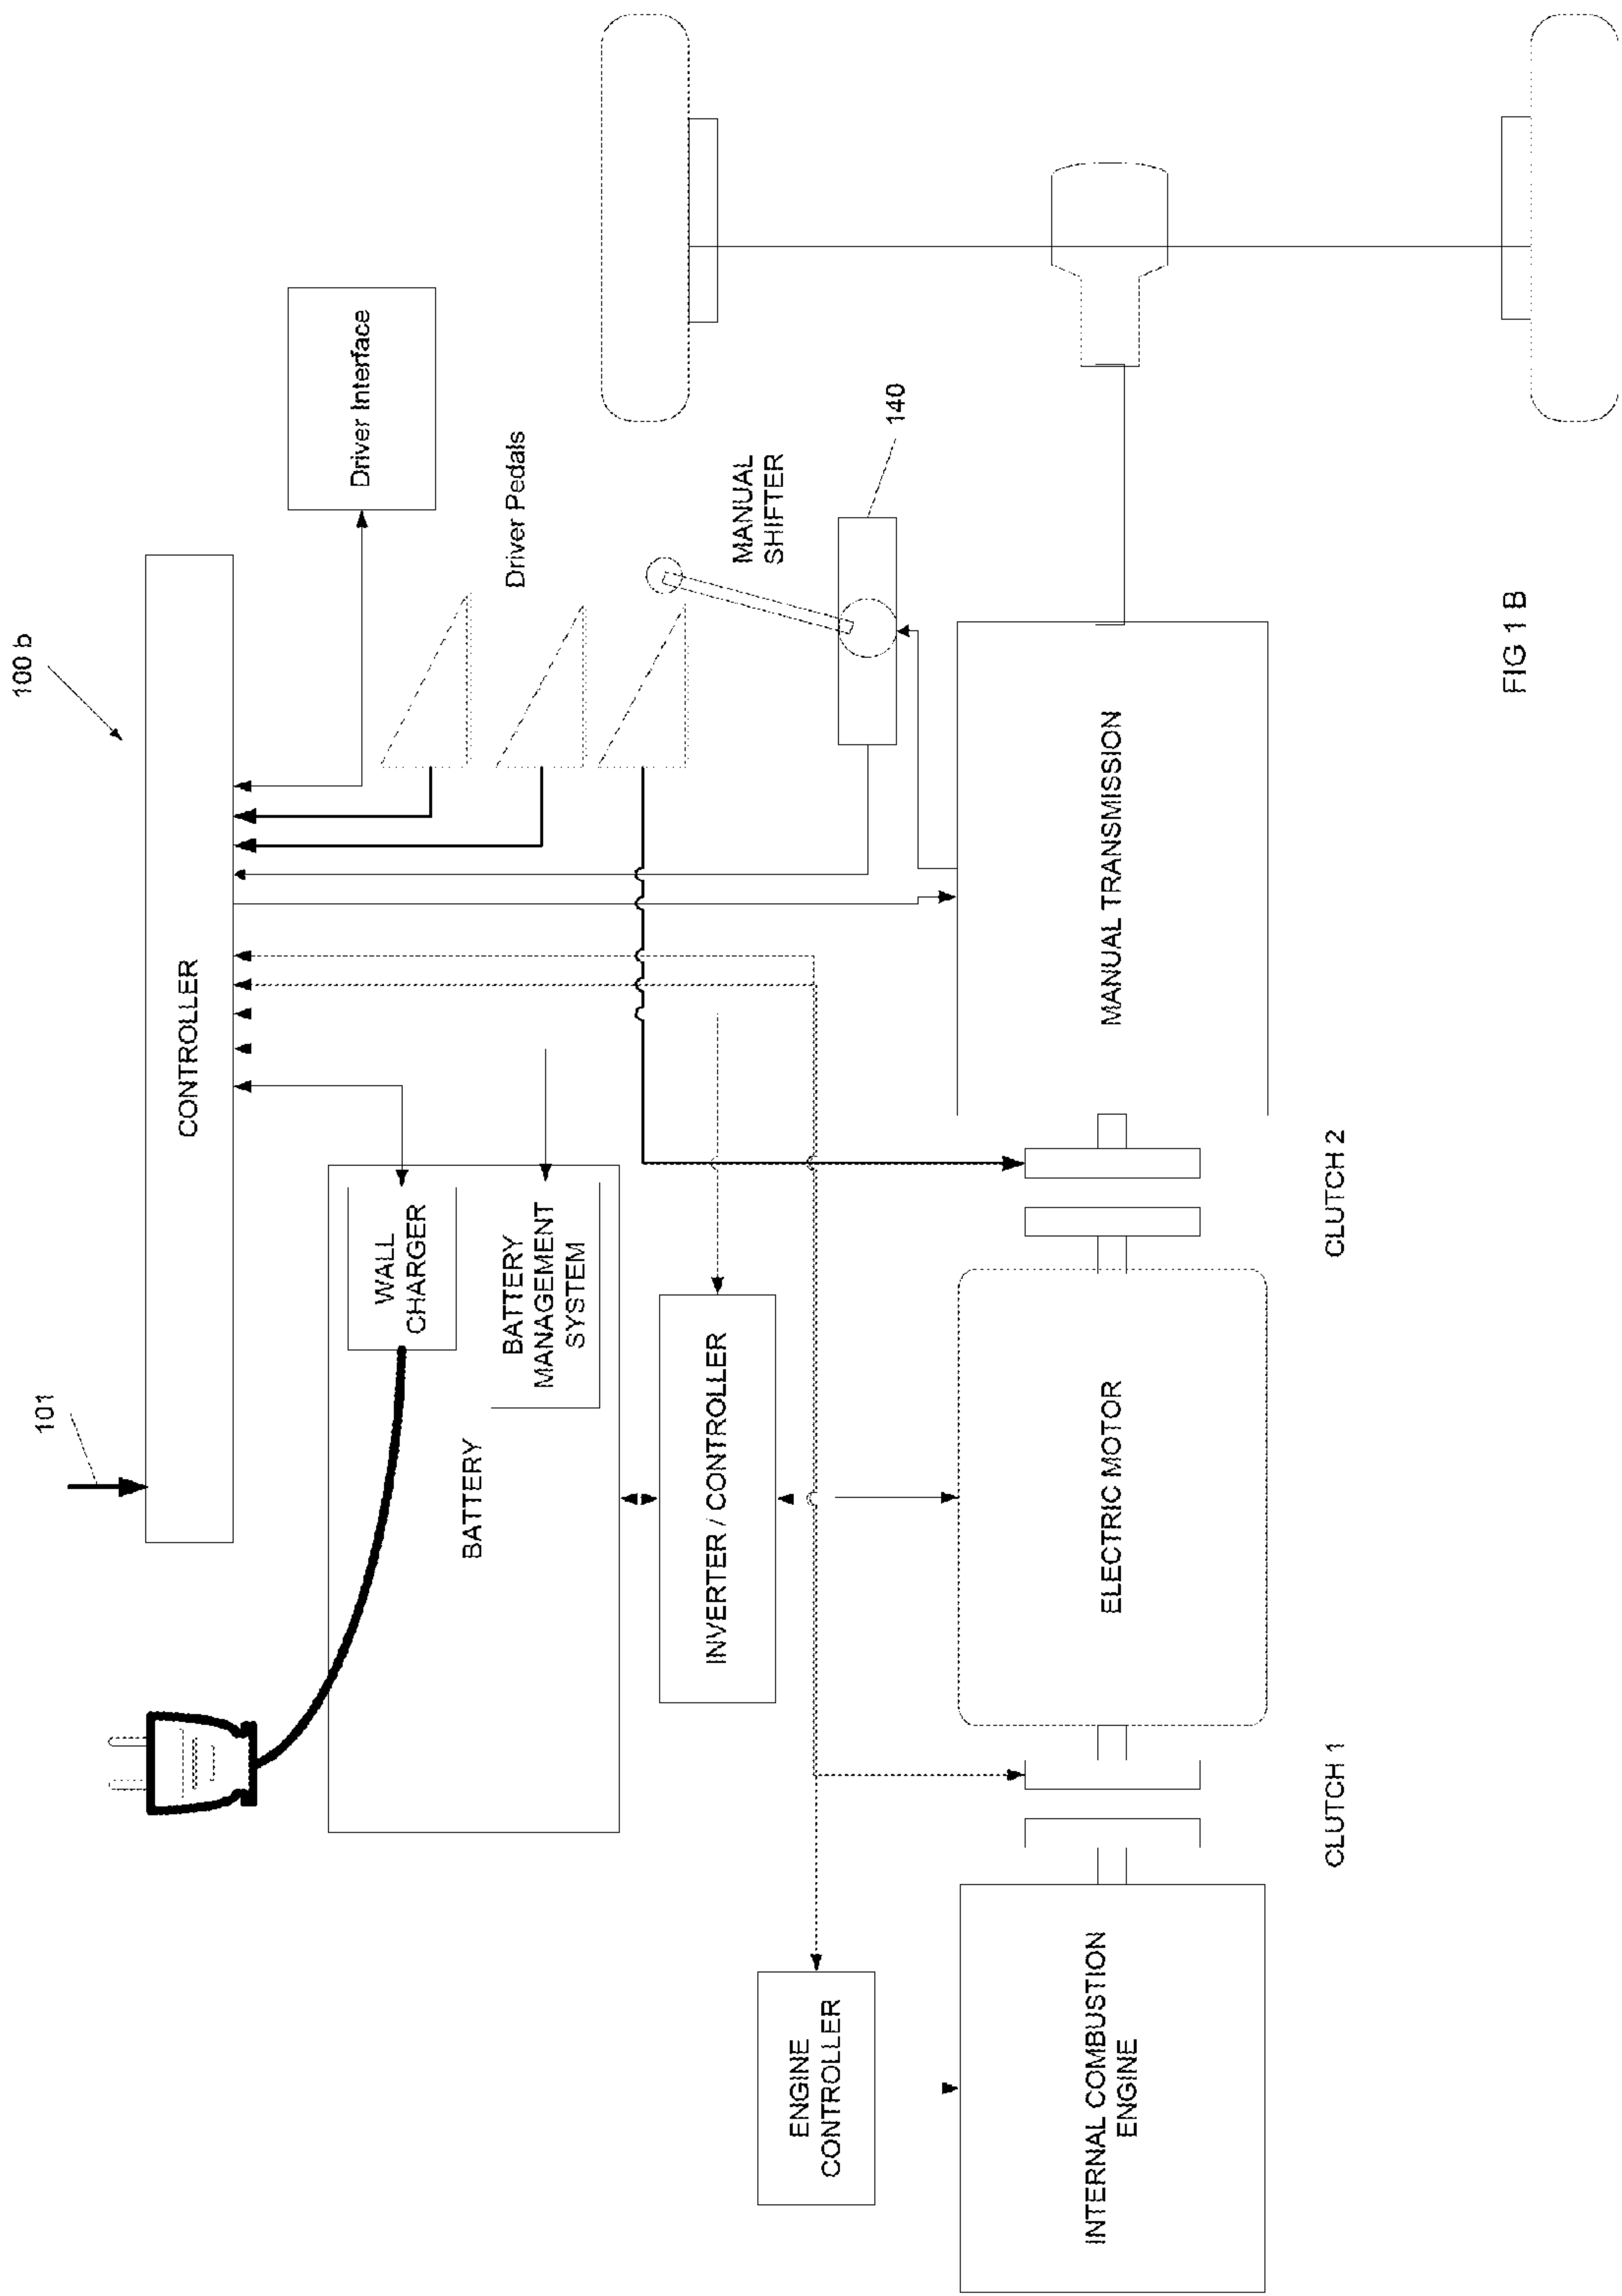 100 b
101
CONTROLLER
Driver Interface
Driver Pedals
WALL
CHARGER
BATTERY
MANAGEMENT
SYSTEM
BATTERY
MANUAL
SHIFTER
140
INVERTER / CONTROLLER
ENGINE
CONTROLLER
INTERNAL COMBUSTION
ENGINE
ELECTRIC MOTOR
MANUAL TRANSMISSION
CLUTCH 1
CLUTCH 2
FIG 1 B